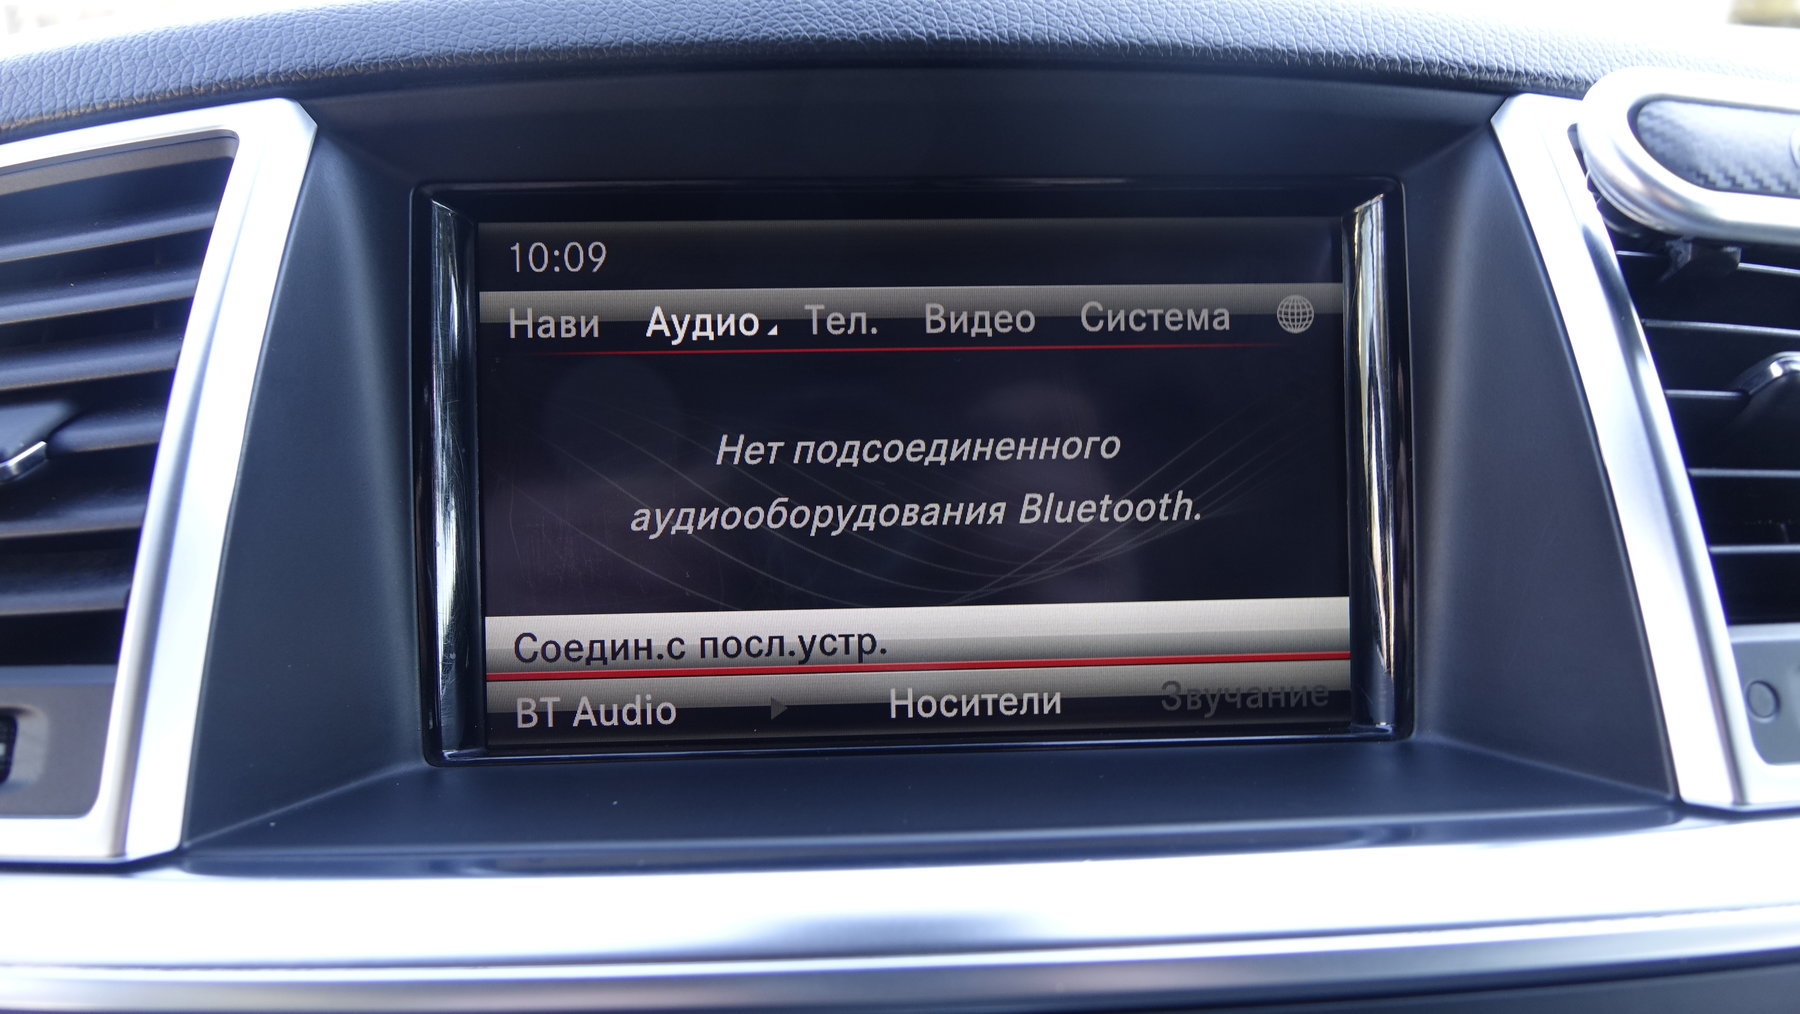 10:09
Нави Аудио Тел. Видео Система
Нет подсоединенного
аудиооборудования Bluetooth.
Соедин.с посл.устр.
BT Audio Носители Звучание